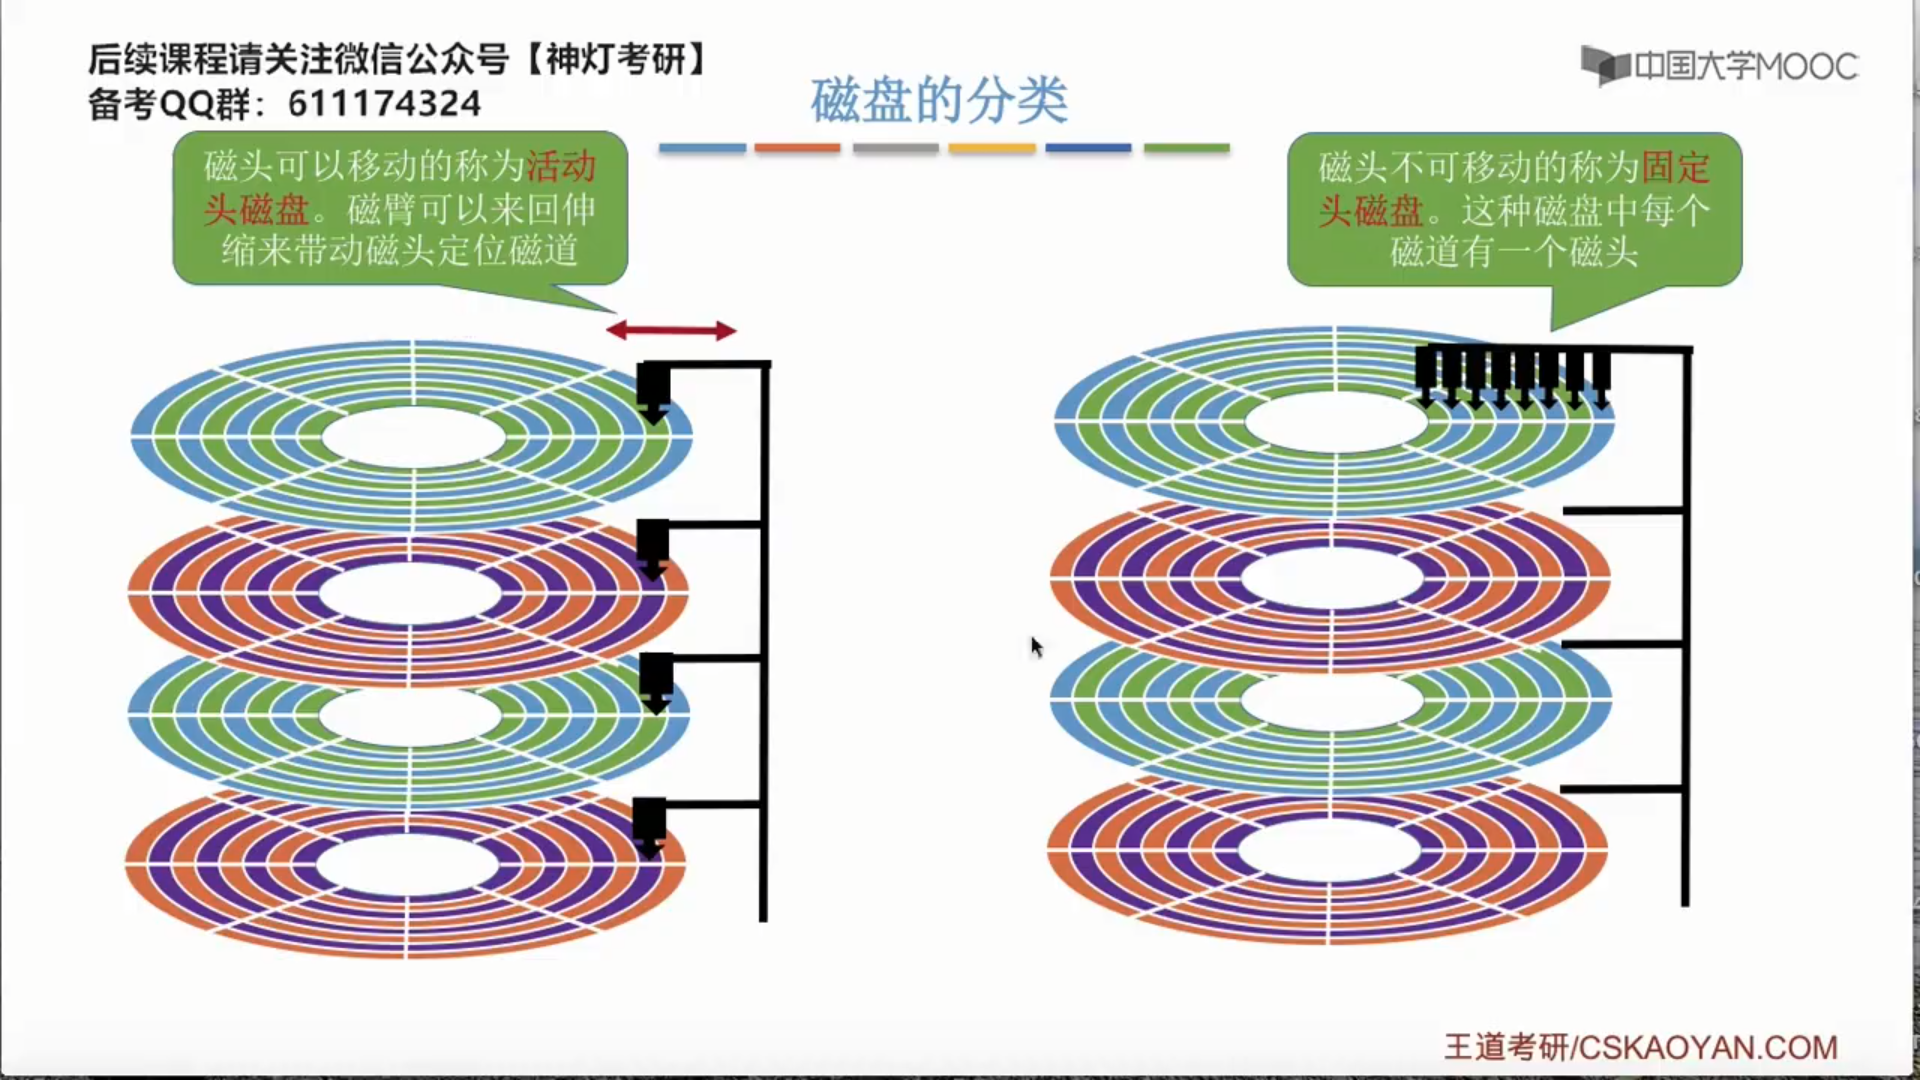 后续课程请关注微信公众号【神灯考研】
备考QQ群：611174324
中国大学MOOC
磁盘的分类
磁头可以移动的称为活动
头磁盘。磁臂可以来回伸
缩来带动磁头定位磁道
磁头不可移动的称为固定
头磁盘。这种磁盘中每个
磁道有一个磁头
王道考研/CSKAOYAN.COM